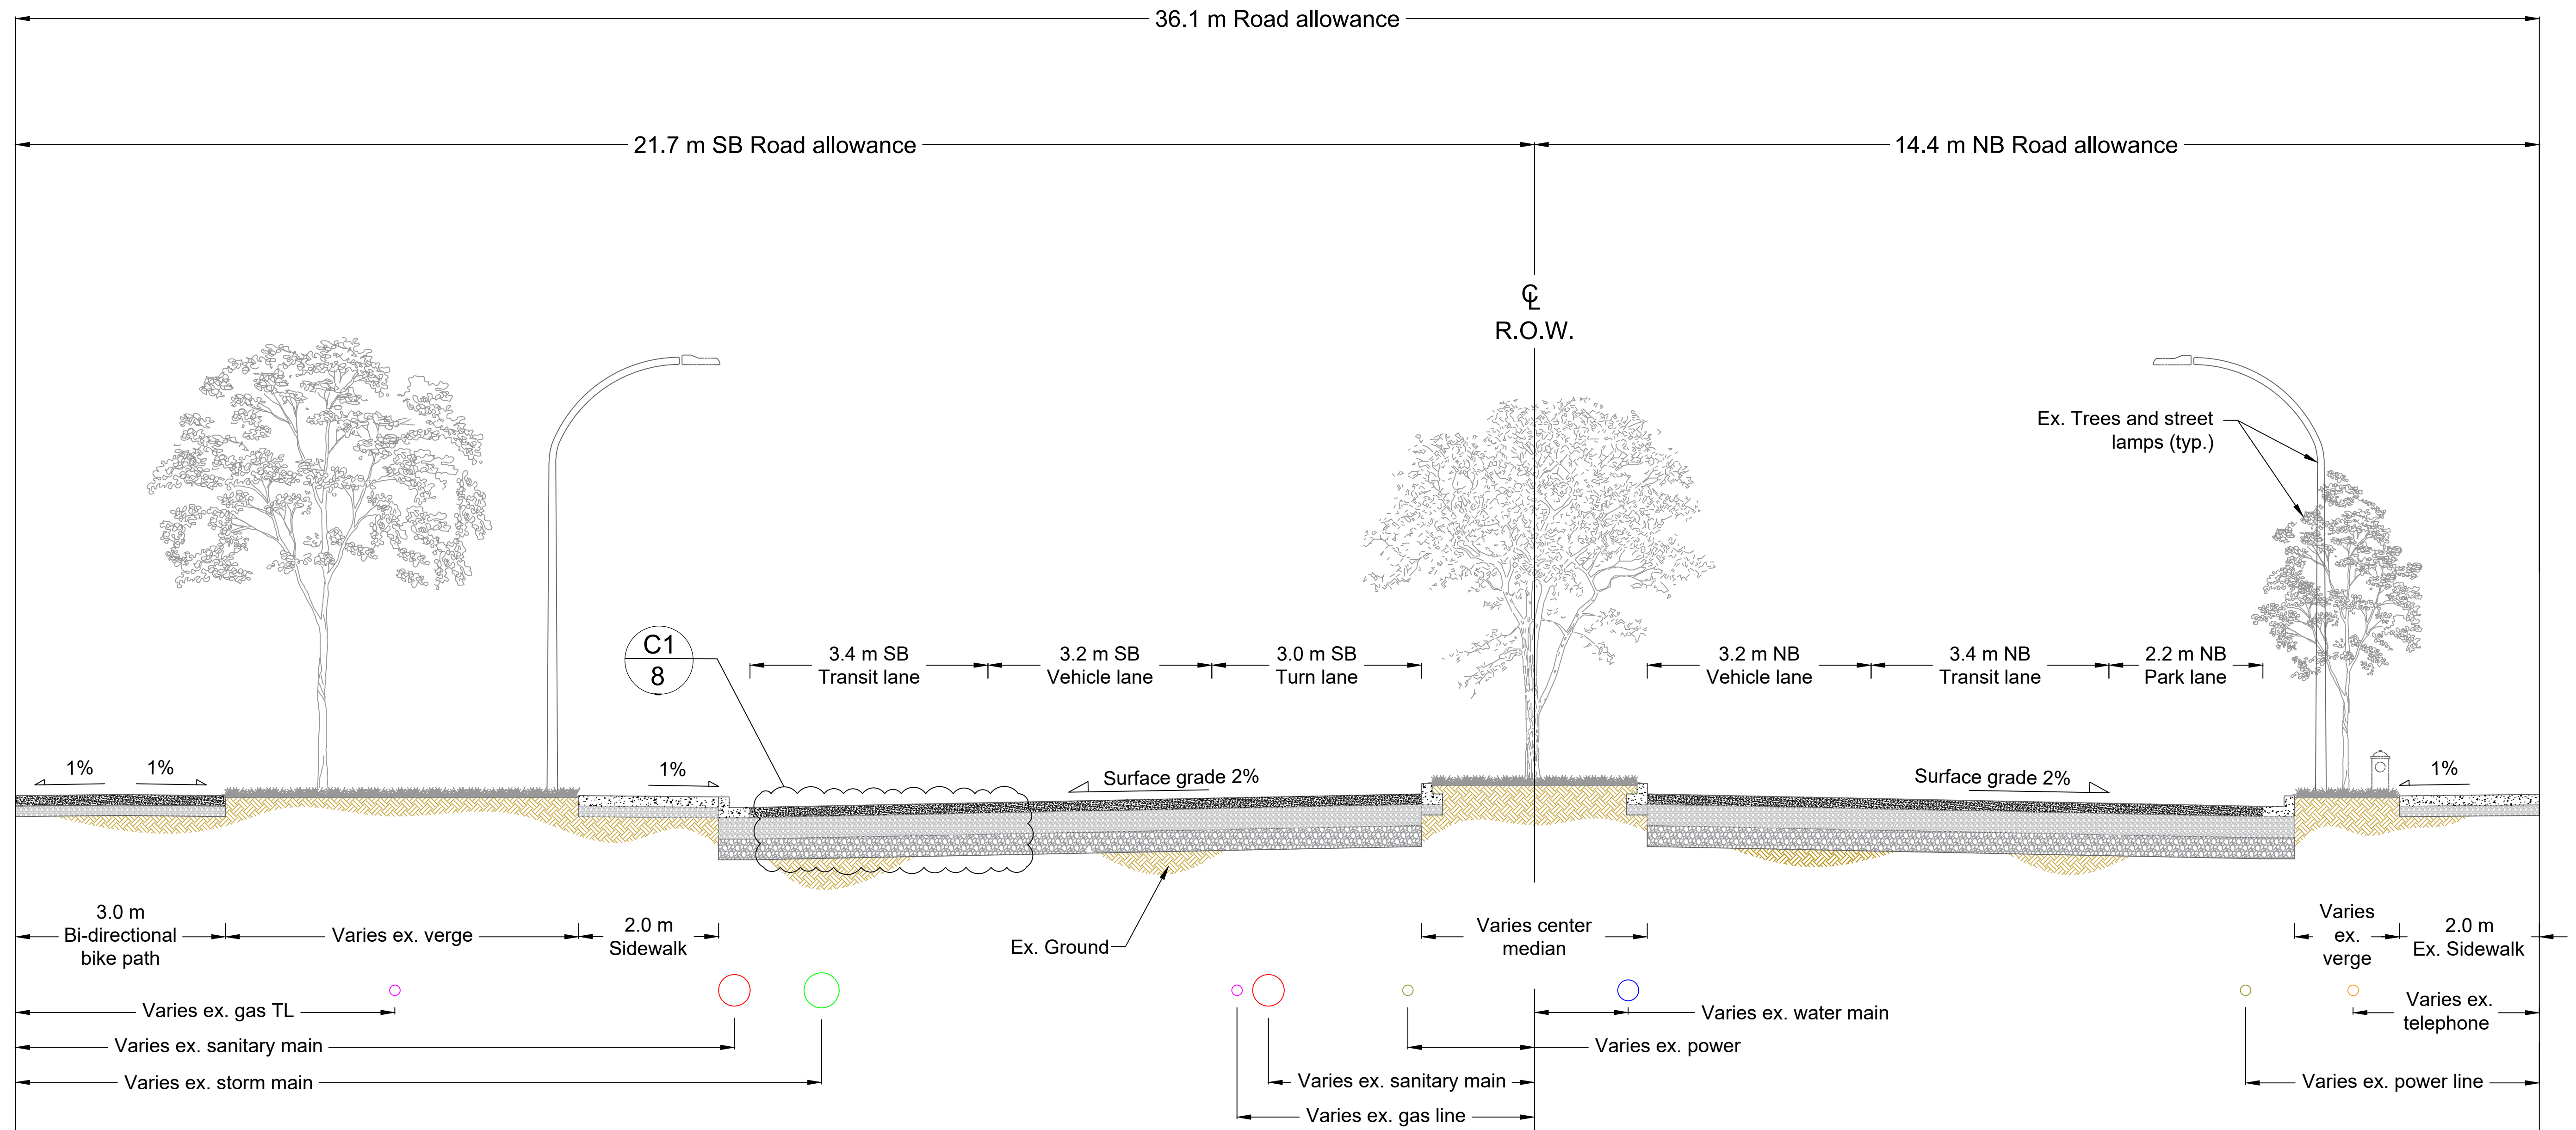 36.1 m Road allowance
21.7 m SB Road allowance
14.4 m NB Road allowance
℄
R.O.W.
Ex. Trees and street
lamps (typ.)
C1
8
3.4 m SB
Transit lane
3.2 m SB
Vehicle lane
3.0 m SB
Turn lane
3.2 m NB
Vehicle lane
3.4 m NB
Transit lane
2.2 m NB
Park lane
1%
1%
1%
Surface grade 2%
Surface grade 2%
1%
3.0 m
Bi-directional
bike path
Varies ex. verge
2.0 m
Sidewalk
Ex. Ground
Varies center
median
Varies
ex.
verge
2.0 m
Ex. Sidewalk
Varies ex. gas TL
Varies ex. water main
Varies ex.
telephone
Varies ex. sanitary main
Varies ex. power
Varies ex. storm main
Varies ex. sanitary main
Varies ex. power line
Varies ex. gas line